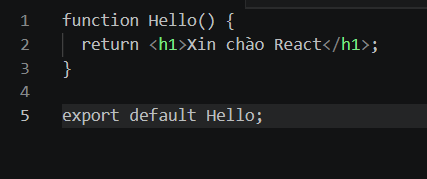 1 function Hello() {
2 return <h1>Xin chào React</h1>;
3 }
4
5 export default Hello;